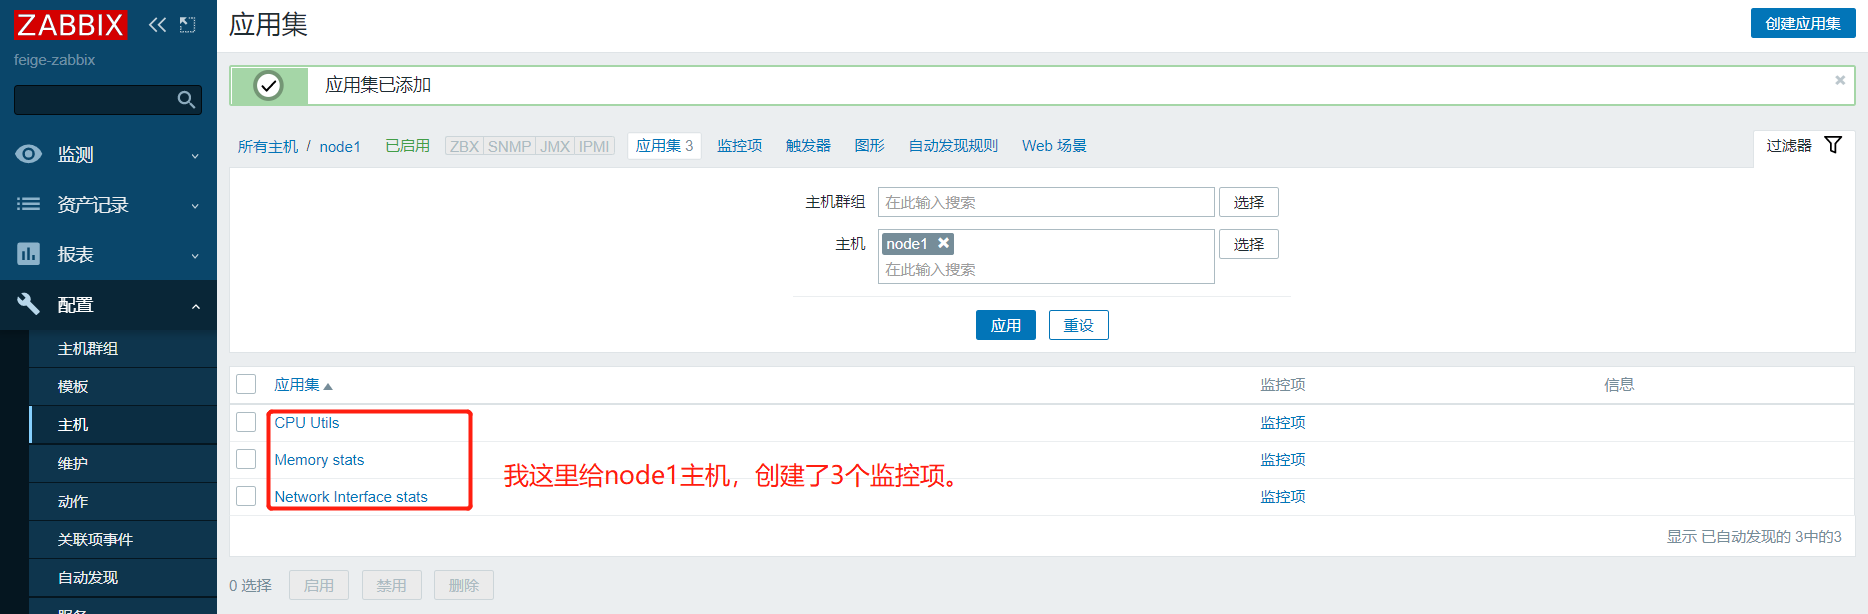 ZABBIX
feige-zabbix
监测
资产记录
报表
配置
主机群组
模板
主机
维护
动作
关联项事件
自动发现
应用集
创建应用集
应用集已添加
所有主机 / node1 已启用 ZBX SNMP JMX IPMI 应用集 3 监控项 触发器 图形 自动发现规则 Web 场景
过滤器
主机群组 在此输入搜索 选择
主机 node1 选择
在此输入搜索
应用 重设
应用集 监控项 信息
CPU Utils 监控项
Memory stats 监控项
Network Interface stats 监控项
我这里给node1主机，创建了3个监控项。
显示 已自动发现的 3中的3
0 选择 启用 禁用 删除